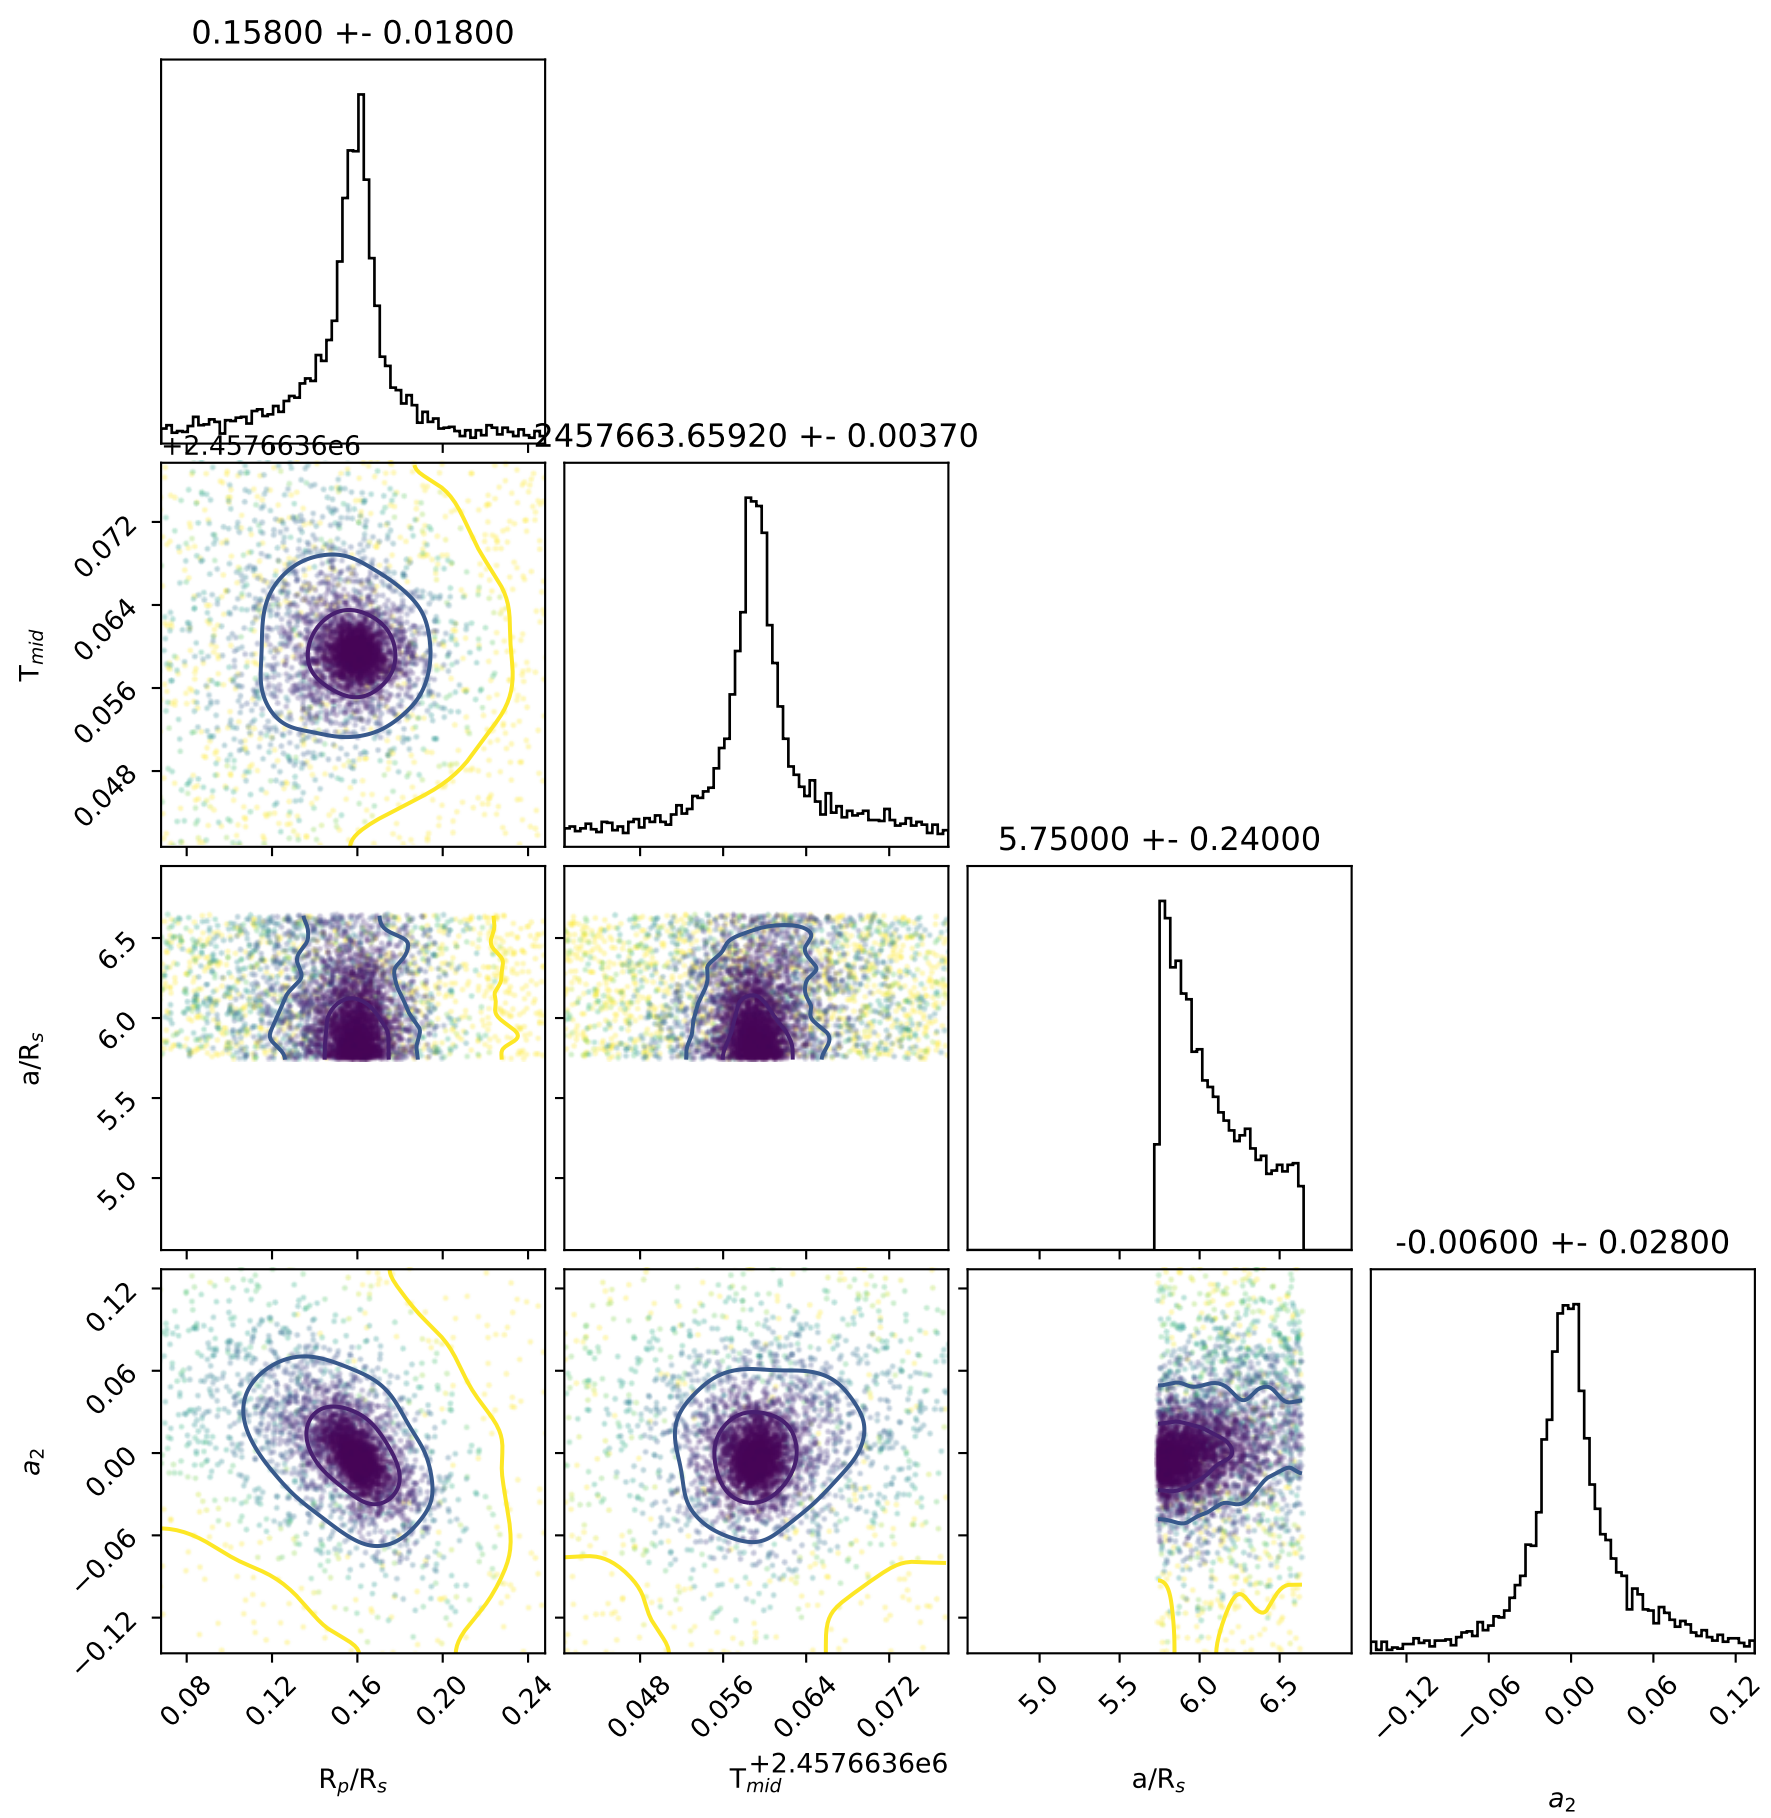 0.15800 +- 0.01800
+2.4576636e6
2457663.65920 +- 0.00370
0.072
0.064
0.056
0.048
T_mid
5.75000 +- 0.24000
6.5
6.0
5.5
5.0
a/R_s
-0.00600 +- 0.02800
0.12
0.06
0.00
−0.06
−0.12
a_2
0.08 0.12 0.16 0.20 0.24
0.048 0.056 0.064 0.072
5.0 5.5 6.0 6.5
−0.12 −0.06 0.00 0.06 0.12
+2.4576636e6
R_p/R_s T_mid a/R_s a_2